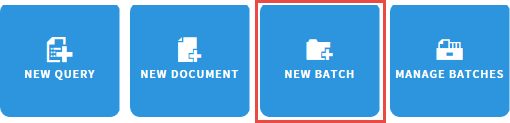 NEW QUERY
NEW DOCUMENT
NEW BATCH
MANAGE BATCHES